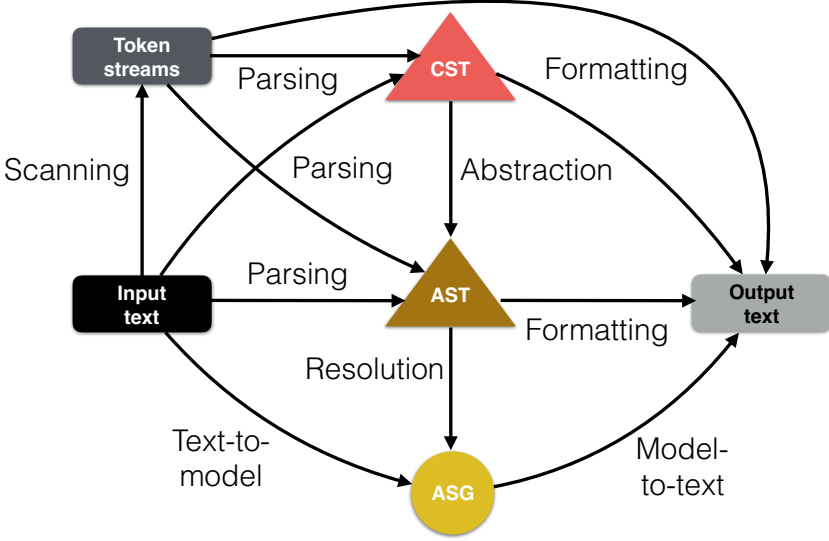 Token
streams
CST
Formatting
Parsing
Scanning
Parsing
Abstraction
Parsing
Input
text
AST
Output
text
Formatting
Resolution
Text-to-
model
Model-
to-text
ASG